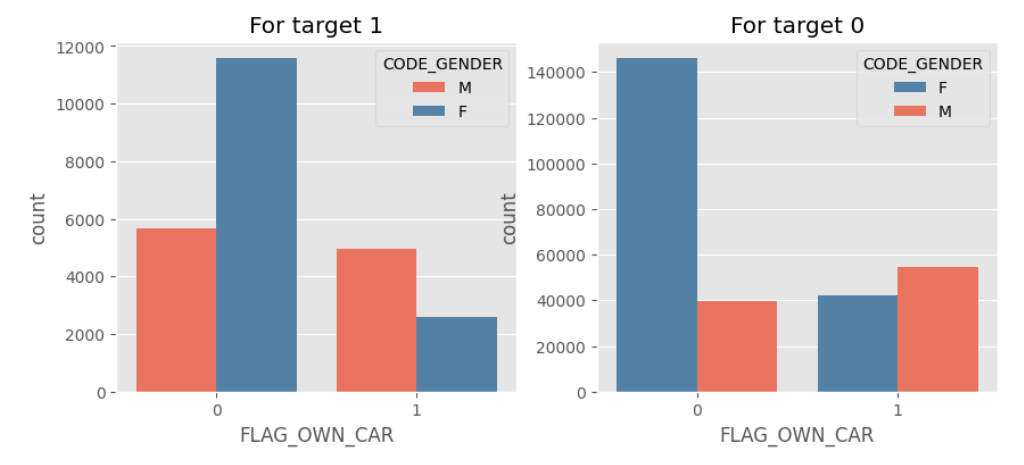 For target 1
12000
10000
8000
6000
4000
2000
0
count
CODE_GENDER
M
F
0
1
FLAG_OWN_CAR
For target 0
140000
120000
100000
80000
60000
40000
20000
0
count
CODE_GENDER
F
M
0
1
FLAG_OWN_CAR